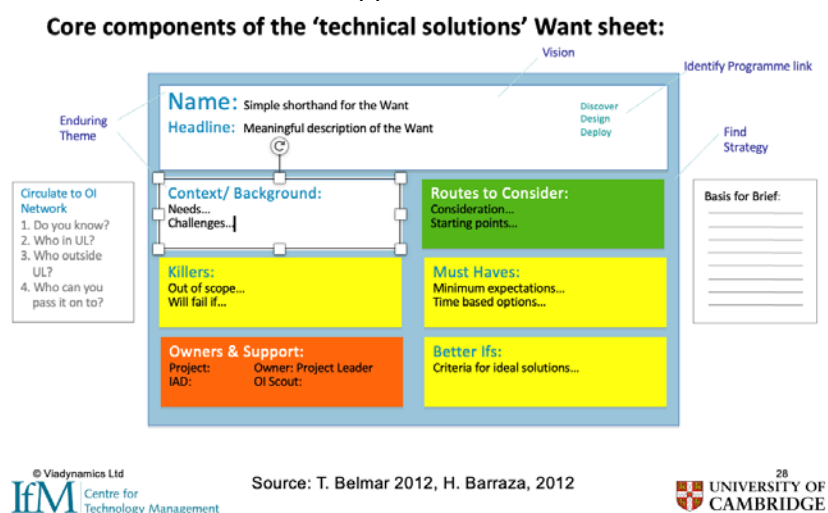 Core components of the 'technical solutions' Want sheet:
Vision
Identify Programme link
Enduring
Theme
Name: Simple shorthand for the Want
Headline: Meaningful description of the Want
Discover
Design
Deploy
Find
Strategy
Circulate to OI
Network
1. Do you know?
2. Who in UL?
3. Who outside
UL?
4. Who can you
pass it on to?
Context/ Background:
Needs...
Challenges...
Routes to Consider:
Consideration...
Starting points...
Basis for Brief:
Killers:
Out of scope...
Will fail if...
Must Haves:
Minimum expectations...
Time based options...
Owners & Support:
Project: Owner: Project Leader
IAD: OI Scout:
Better Ifs:
Criteria for ideal solutions...
© Viadynamics Ltd
IfM Centre for
Technology Management
Source: T. Belmar 2012, H. Barraza, 2012
28
UNIVERSITY OF
CAMBRIDGE